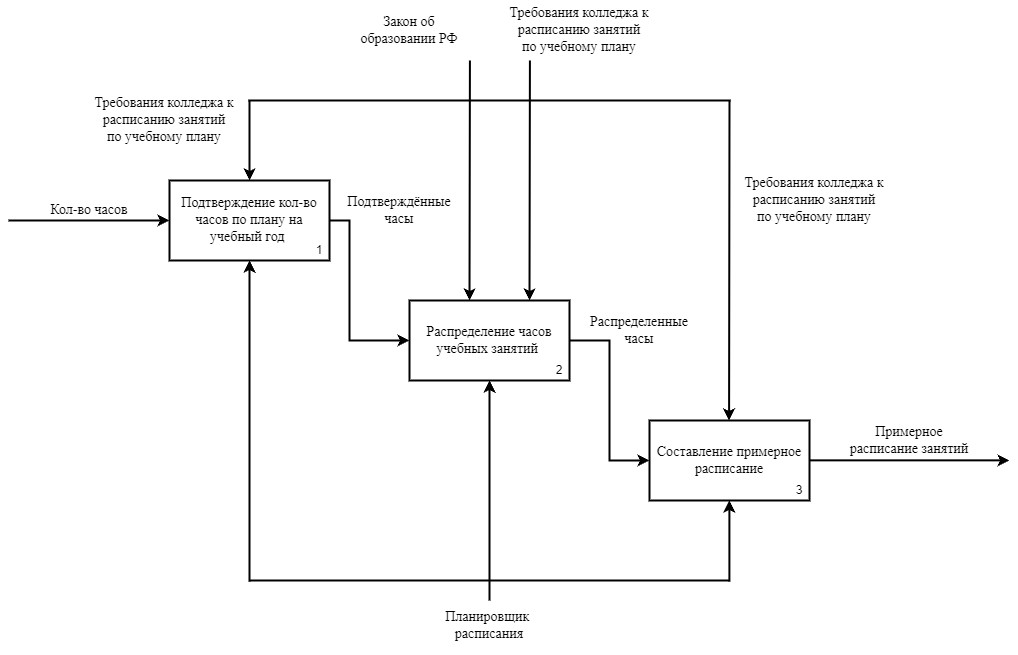 Закон об
образовании РФ
Требования колледжа к
расписанию занятий
по учебному плану
Требования колледжа к
расписанию занятий
по учебному плану
Кол-во часов
Подтверждение кол-во
часов по плану на
учебный год
1
Подтверждённые
часы
Требования колледжа к
расписанию занятий
по учебному плану
Распределение часов
учебных занятий
2
Распределенные
часы
Составление примерное
расписание
3
Примерное
расписание занятий
Планировщик
расписания